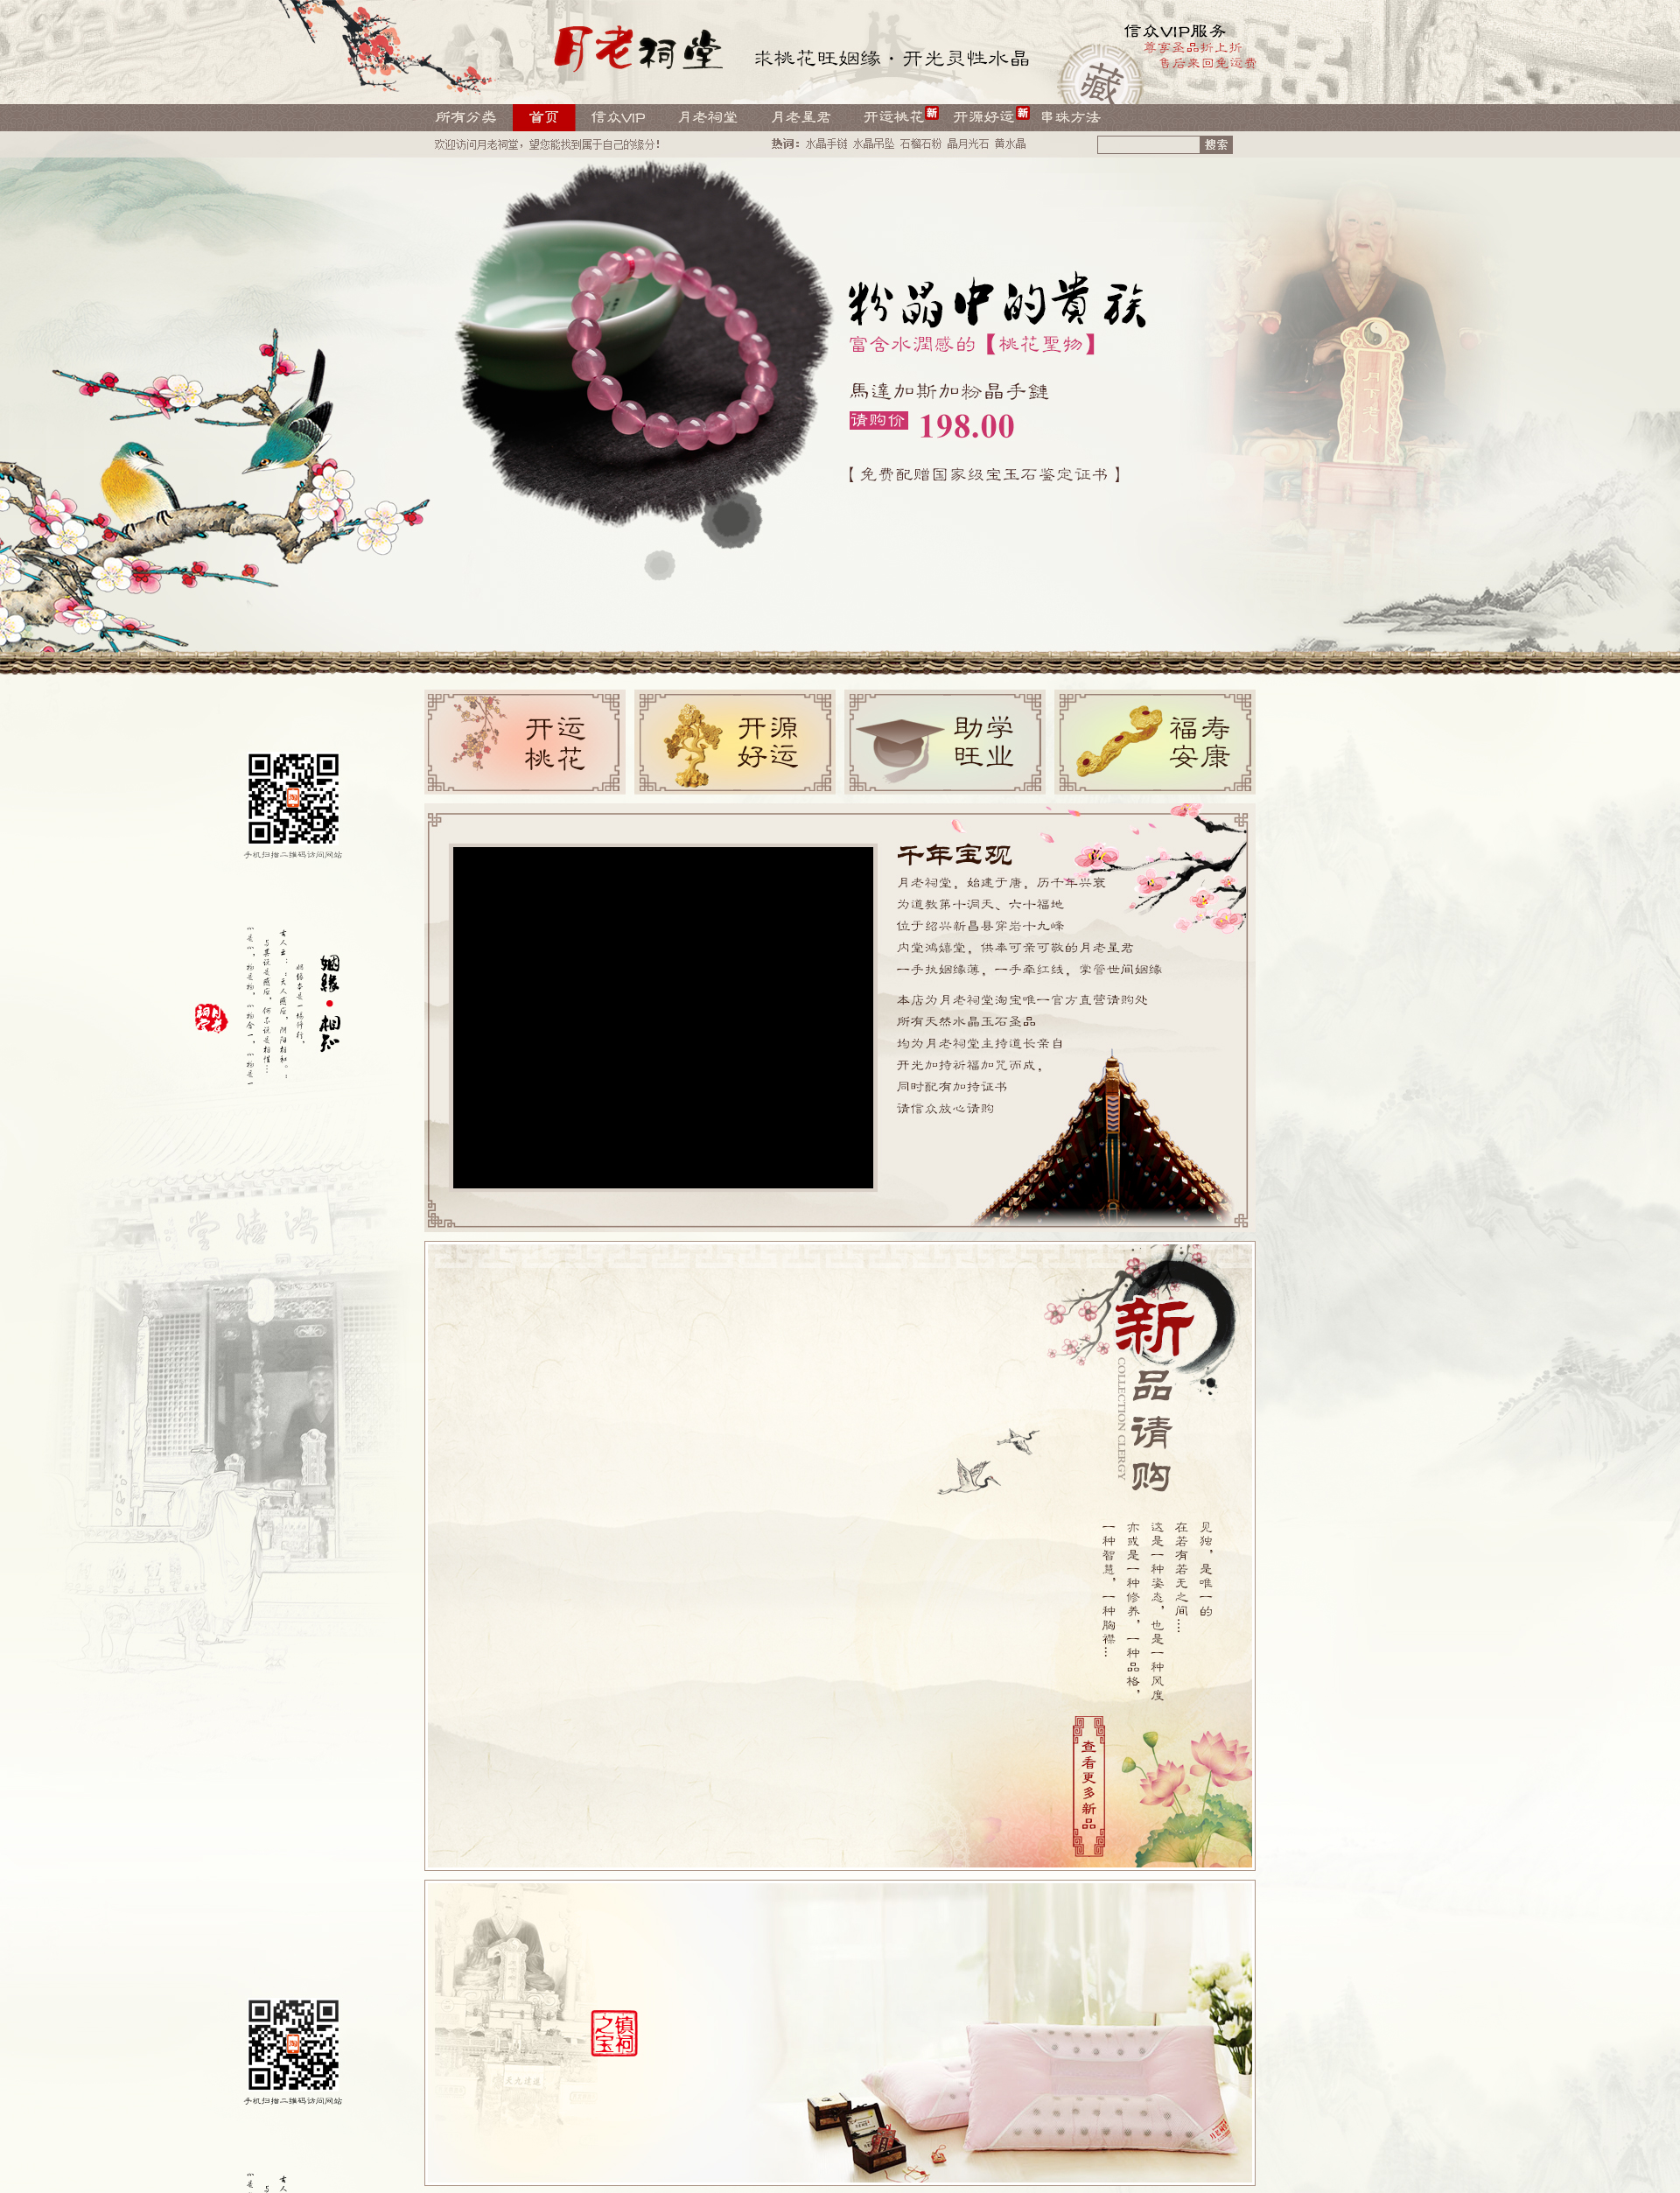 月老祠堂
求桃花旺姻缘·开光灵性水晶
信众VIP服务
尊享圣品折上折
售后来回免运费
藏
所有分类 首页 信众VIP 月老祠堂 月老星君 开运桃花 新 开源好运 新 串珠方法
欢迎访问月老祠堂，望您能找到属于自己的缘分！
热词： 水晶手链 水晶吊坠 石榴石粉 晶月光石 黄水晶
搜索
粉晶中的貴族
富含水潤感的【桃花聖物】
馬達加斯加粉晶手鏈
请购价 198.00
【免费配赠国家级宝玉石鉴定证书】
月下老人
开运
桃花
开源
好运
助学
旺业
福寿
安康
手机扫描二维码访问网站
姻緣·相知
姻缘本是一场修行，
月老祠堂
千年宝观
月老祠堂，始建于唐，历千年兴衰
为道教第十洞天、六十福地
位于绍兴新昌县穿岩十九峰
内堂鸿禧堂，供奉可亲可敬的月老星君
一手执姻缘薄，一手牵红线，掌管世间姻缘
本店为月老祠堂淘宝唯一官方直营请购处
所有天然水晶玉石圣品
均为月老祠堂主持道长亲自
开光加持祈福加咒而成，
同时配有加持证书
请信众放心请购
鴻禧堂
新品请购
COLLECTION CLERGY
见独，是唯一的
在若有若无之间…
这是一种姿态，也是一种风度
亦或是一种修养，一种品格，
一种智慧，一种胸襟…
查看更多新品
镇祠之宝
手机扫描二维码访问网站